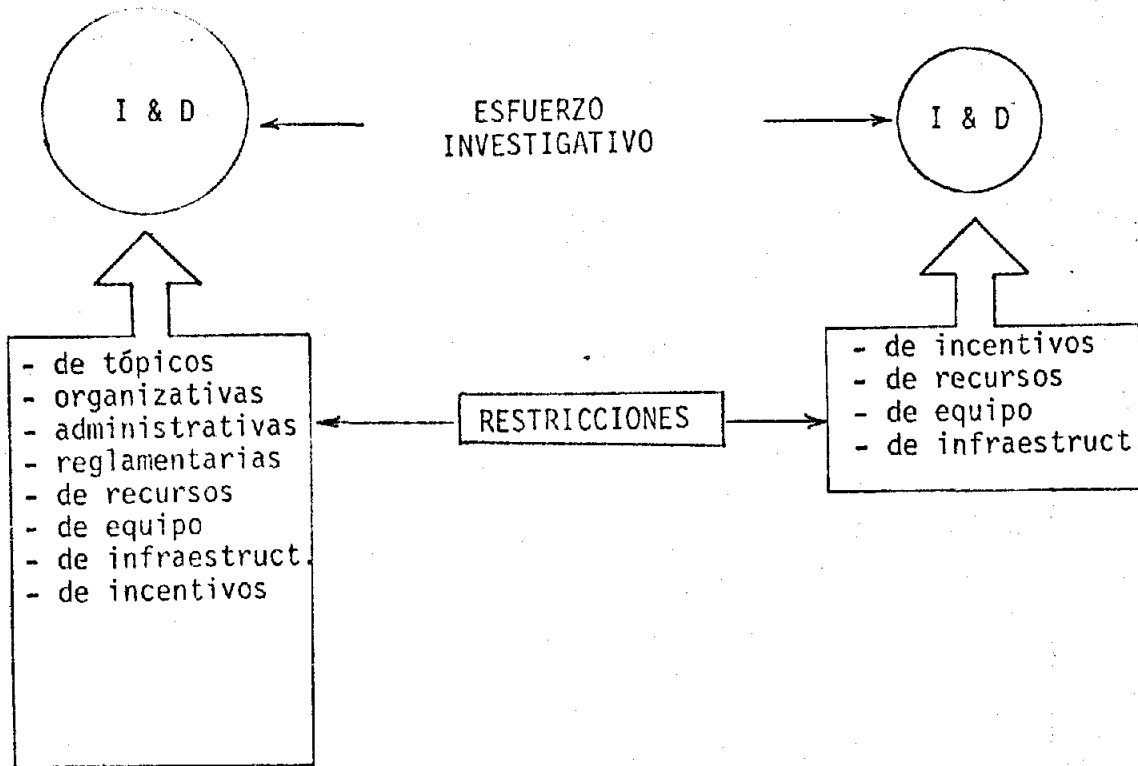 I & D
ESFUERZO
INVESTIGATIVO
I & D
- de tópicos
- organizativas
- administrativas
- reglamentarias
- de recursos
- de equipo
- de infraestruct.
- de incentivos
RESTRICCIONES
- de incentivos
- de recursos
- de equipo
- de infraestruct